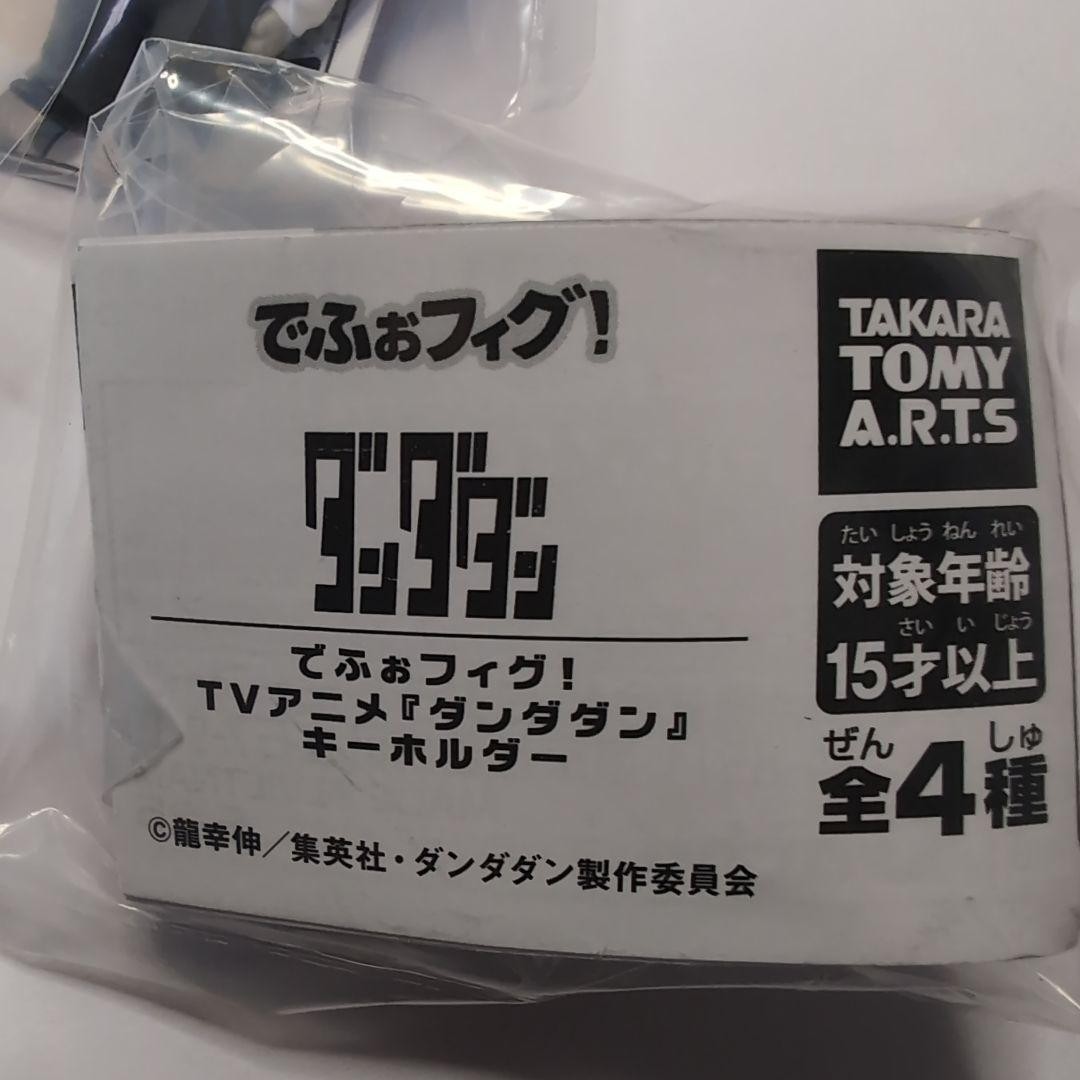 でふぉフィグ!
ダンダダン
でふぉフィグ!
TVアニメ『ダンダダン』
キーホルダー
©龍幸伸/集英社・ダンダダン製作委員会
TAKARA
TOMY
A.R.T.S
たい しょう ねん れい
対象年齢
さい い じょう
15才以上
ぜん しゅ
全4種